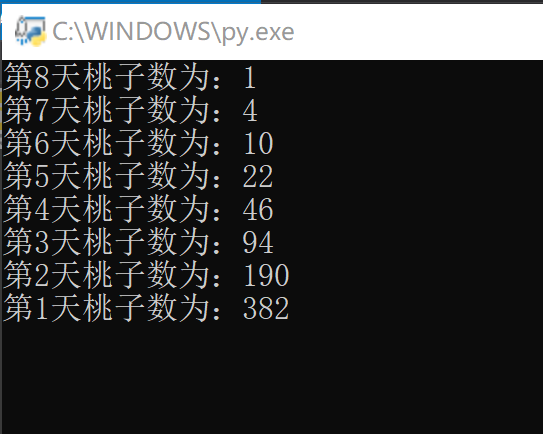 C:\WINDOWS\py.exe
第8天桃子数为：1
第7天桃子数为：4
第6天桃子数为：10
第5天桃子数为：22
第4天桃子数为：46
第3天桃子数为：94
第2天桃子数为：190
第1天桃子数为：382